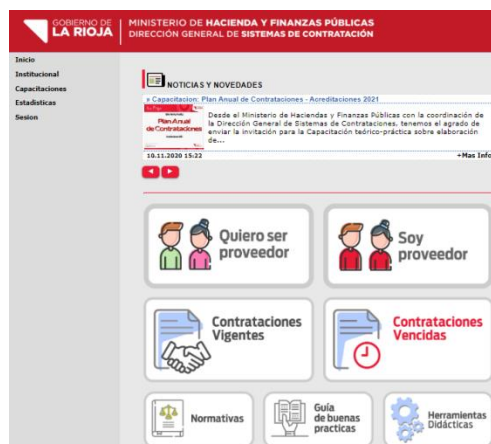 GOBIERNO DE
LA RIOJA
MINISTERIO DE HACIENDA Y FINANZAS PÚBLICAS
DIRECCIÓN GENERAL DE SISTEMAS DE CONTRATACIÓN
Inicio
Institucional
Capacitaciones
Estadisticas
Sesion
NOTICIAS Y NOVEDADES
» Capacitacion: Plan Anual de Contrataciones - Acreditaciones 2021
Plan Anual
de Contrataciones
Desde el Ministerio de Haciendas y Finanzas Públicas con la coordinación de
la Dirección General de Sistemas de Contrataciones, tenemos el agrado de
enviar la invitación para la Capacitación teórico-práctica sobre elaboración
de...
10.11.2020 15:22
+Mas Info
Quiero ser
proveedor
Soy
proveedor
Contrataciones
Vigentes
Contrataciones
Vencidas
Normativas
Guía
de buenas
practicas
Herramientas
Didácticas